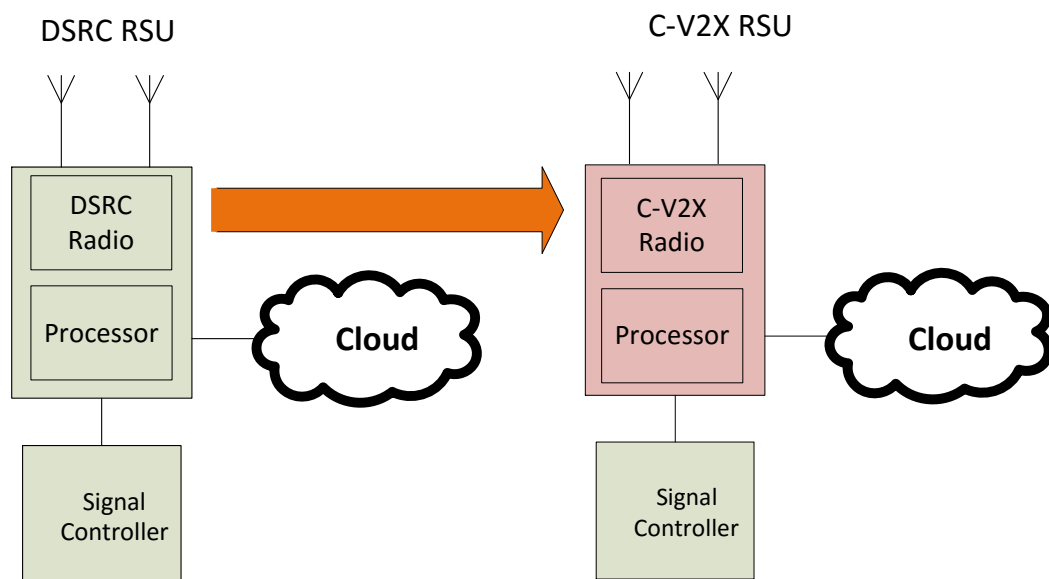 DSRC RSU
DSRC
Radio
Processor
Cloud
Signal
Controller
C-V2X RSU
C-V2X
Radio
Processor
Cloud
Signal
Controller